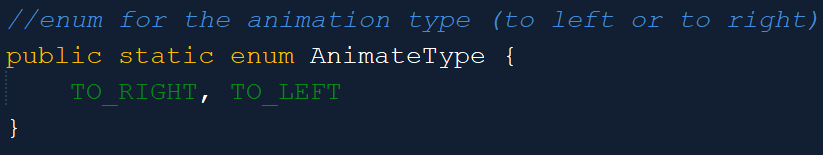 //enum for the animation type (to left or to right)
public static enum AnimateType {
    TO_RIGHT, TO_LEFT
}